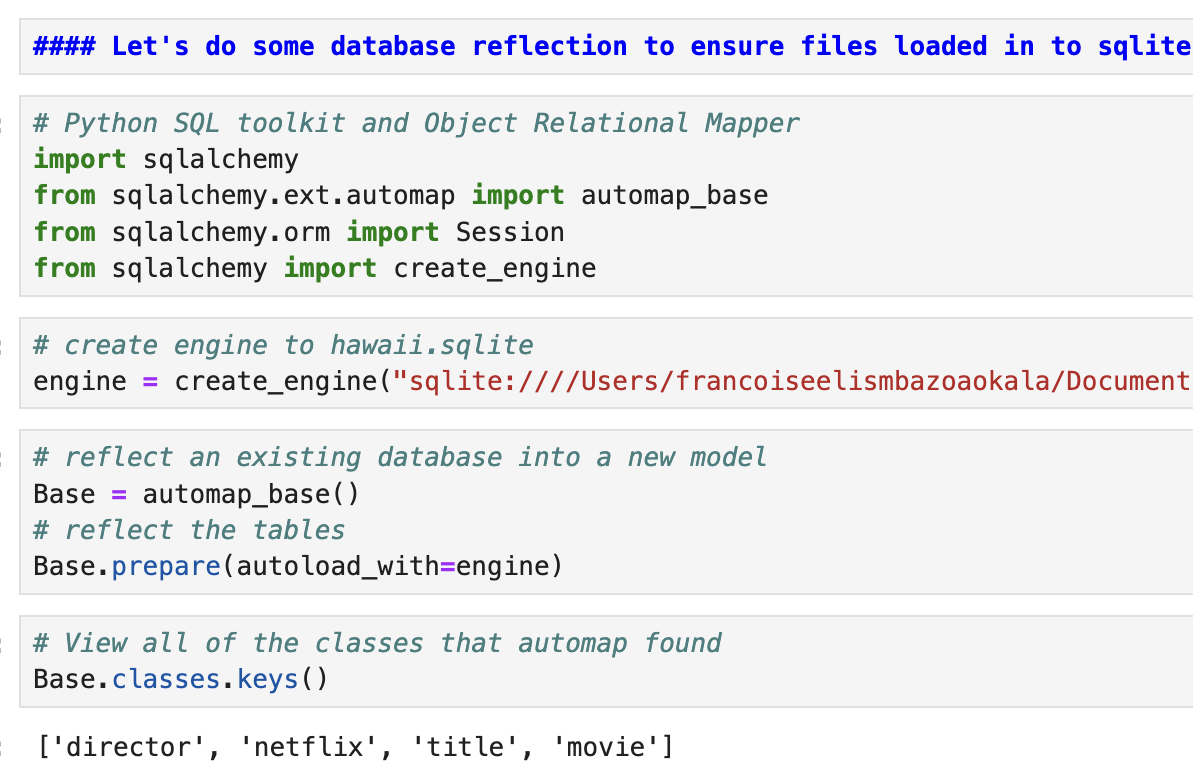 #### Let's do some database reflection to ensure files loaded in to sqlite
# Python SQL toolkit and Object Relational Mapper
import sqlalchemy
from sqlalchemy.ext.automap import automap_base
from sqlalchemy.orm import Session
from sqlalchemy import create_engine
# create engine to hawaii.sqlite
engine = create_engine("sqlite:////Users/francoiseelismbazoaokala/Document
# reflect an existing database into a new model
Base = automap_base()
# reflect the tables
Base.prepare(autoload_with=engine)
# View all of the classes that automap found
Base.classes.keys()
['director', 'netflix', 'title', 'movie']